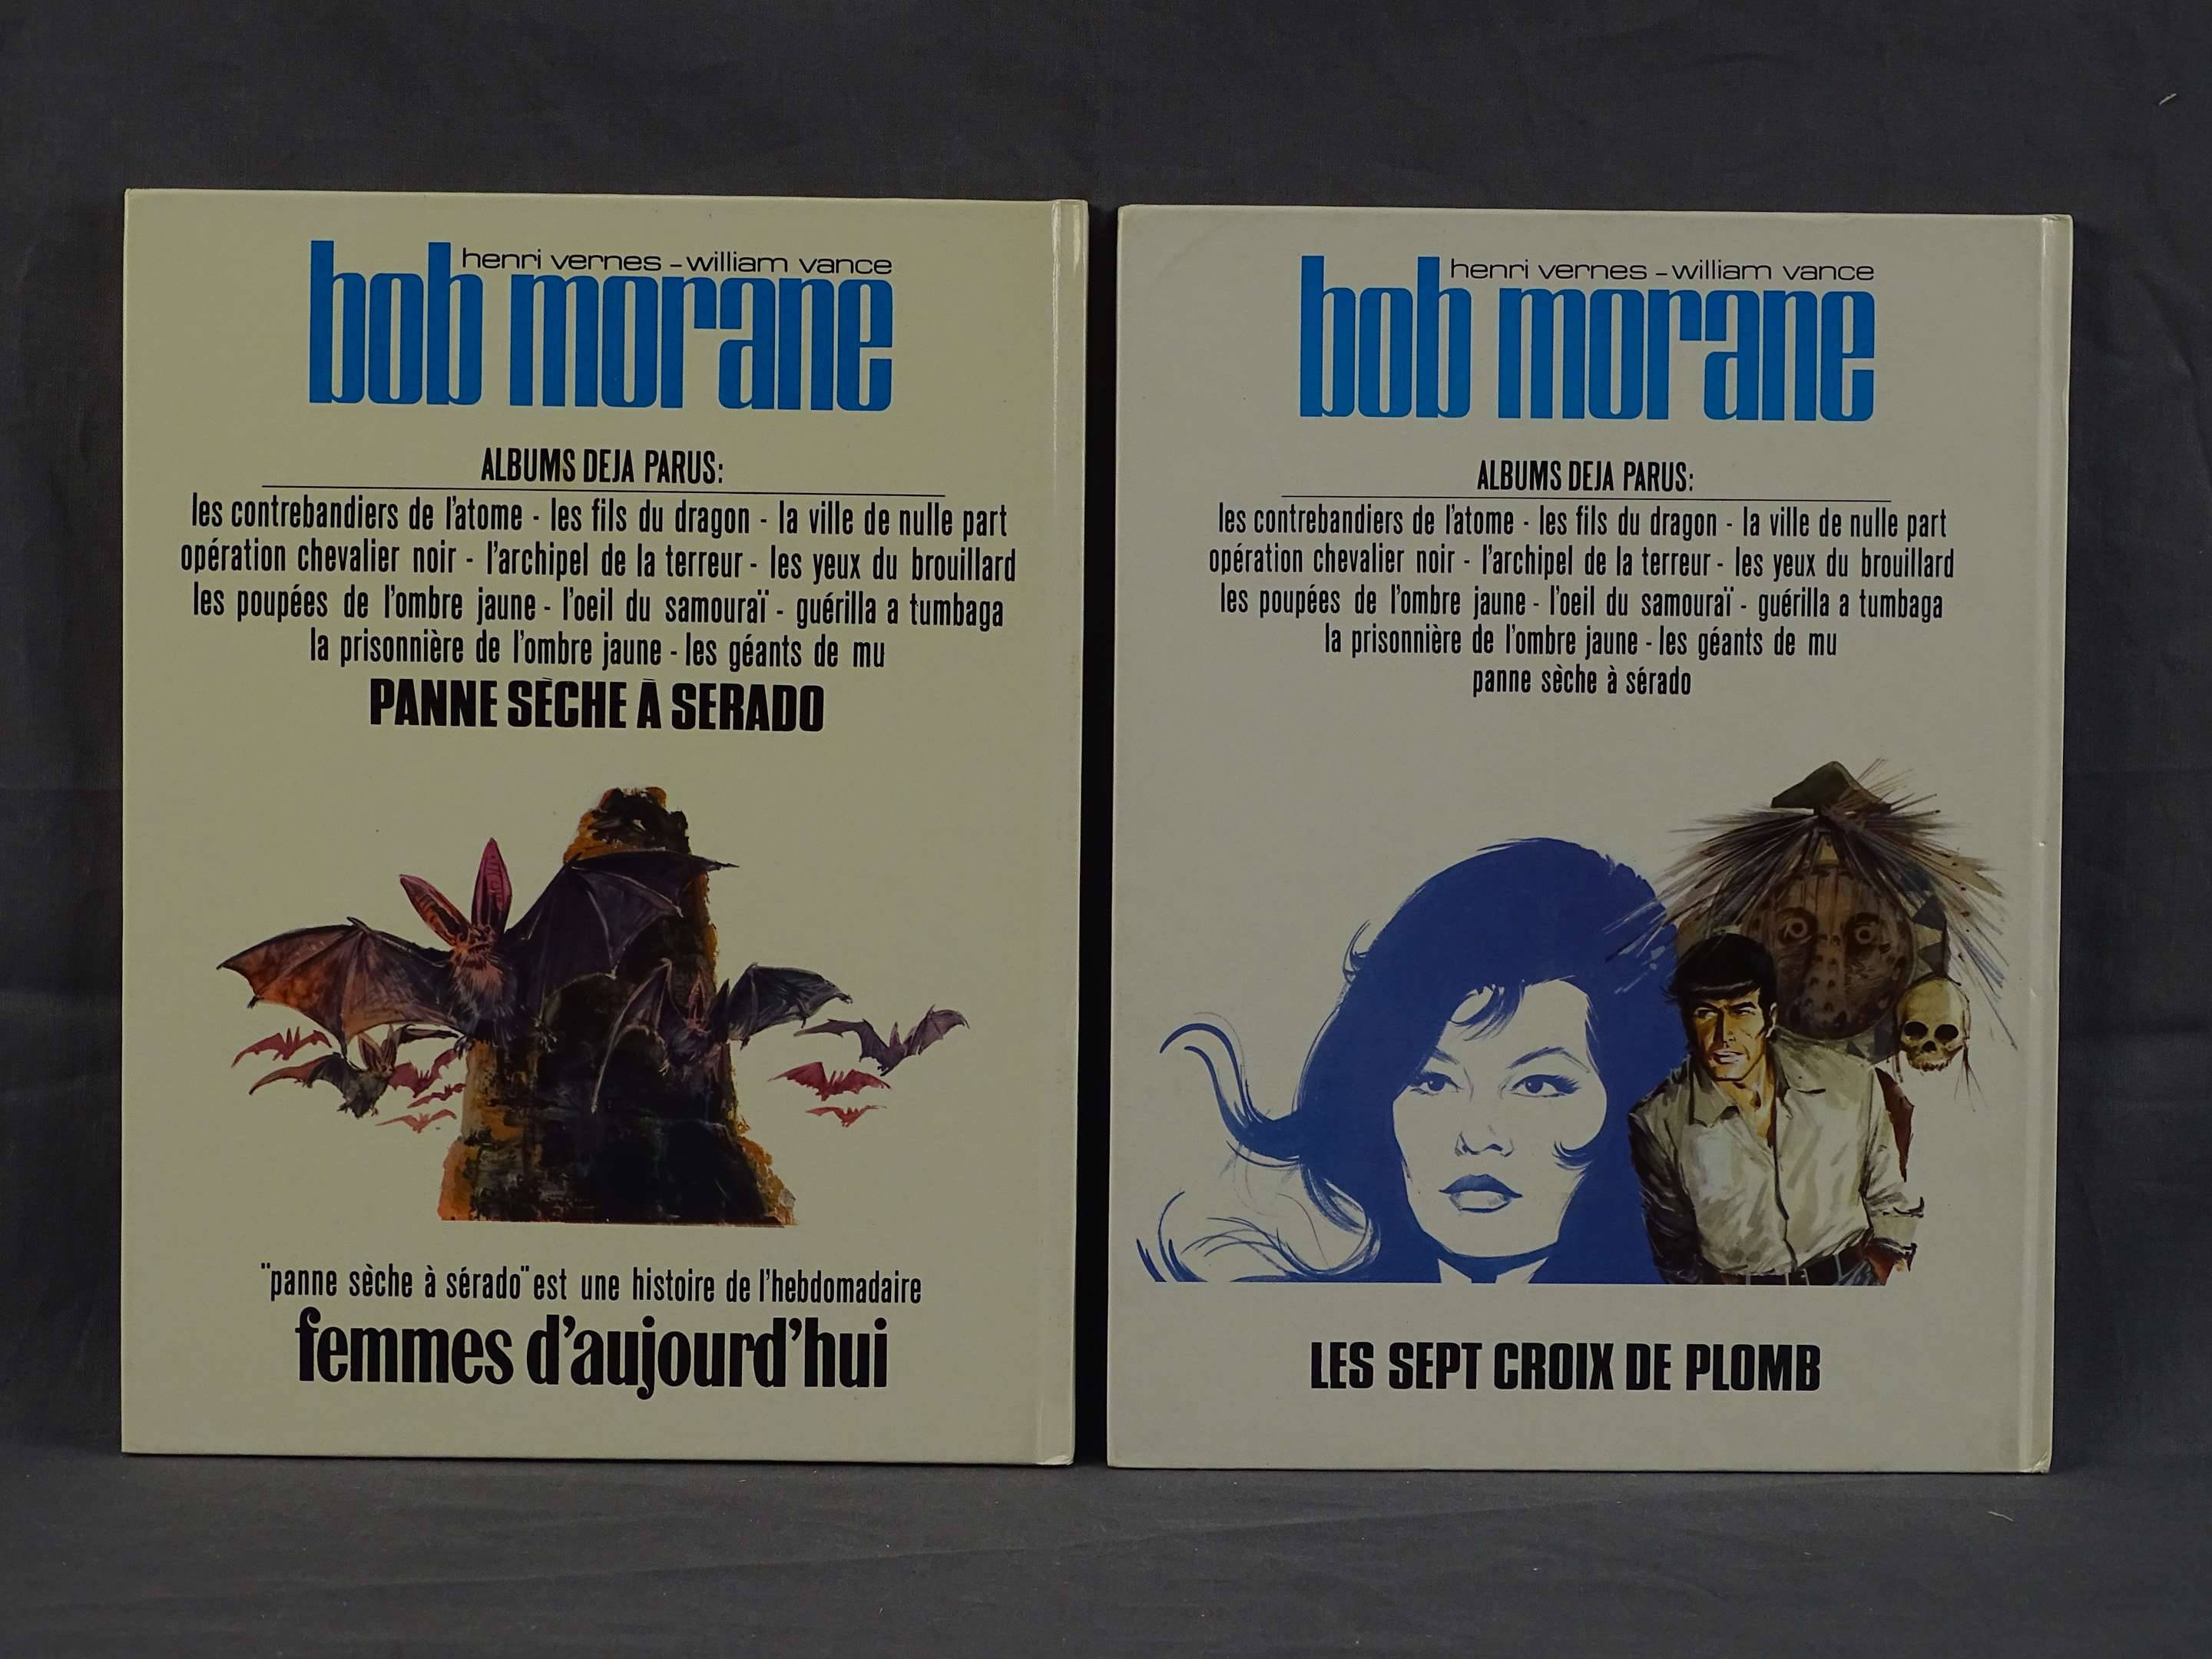 henri vernes - william vance
bob morane
ALBUMS DEJA PARUS:
les contrebandiers de l'atome - les fils du dragon - la ville de nulle part
opération chevalier noir - l'archipel de la terreur - les yeux du brouillard
les poupées de l'ombre jaune - l'oeil du samouraï - guérilla a tumbaga
la prisonnière de l'ombre jaune - les géants de mu
PANNE SÈCHE À SERADO
"panne sèche à sérado" est une histoire de l'hebdomadaire
femmes d'aujourd'hui
henri vernes - william vance
bob morane
ALBUMS DEJA PARUS:
les contrebandiers de l'atome - les fils du dragon - la ville de nulle part
opération chevalier noir - l'archipel de la terreur - les yeux du brouillard
les poupées de l'ombre jaune - l'oeil du samouraï - guérilla a tumbaga
la prisonnière de l'ombre jaune - les géants de mu
panne sèche à sérado
LES SEPT CROIX DE PLOMB